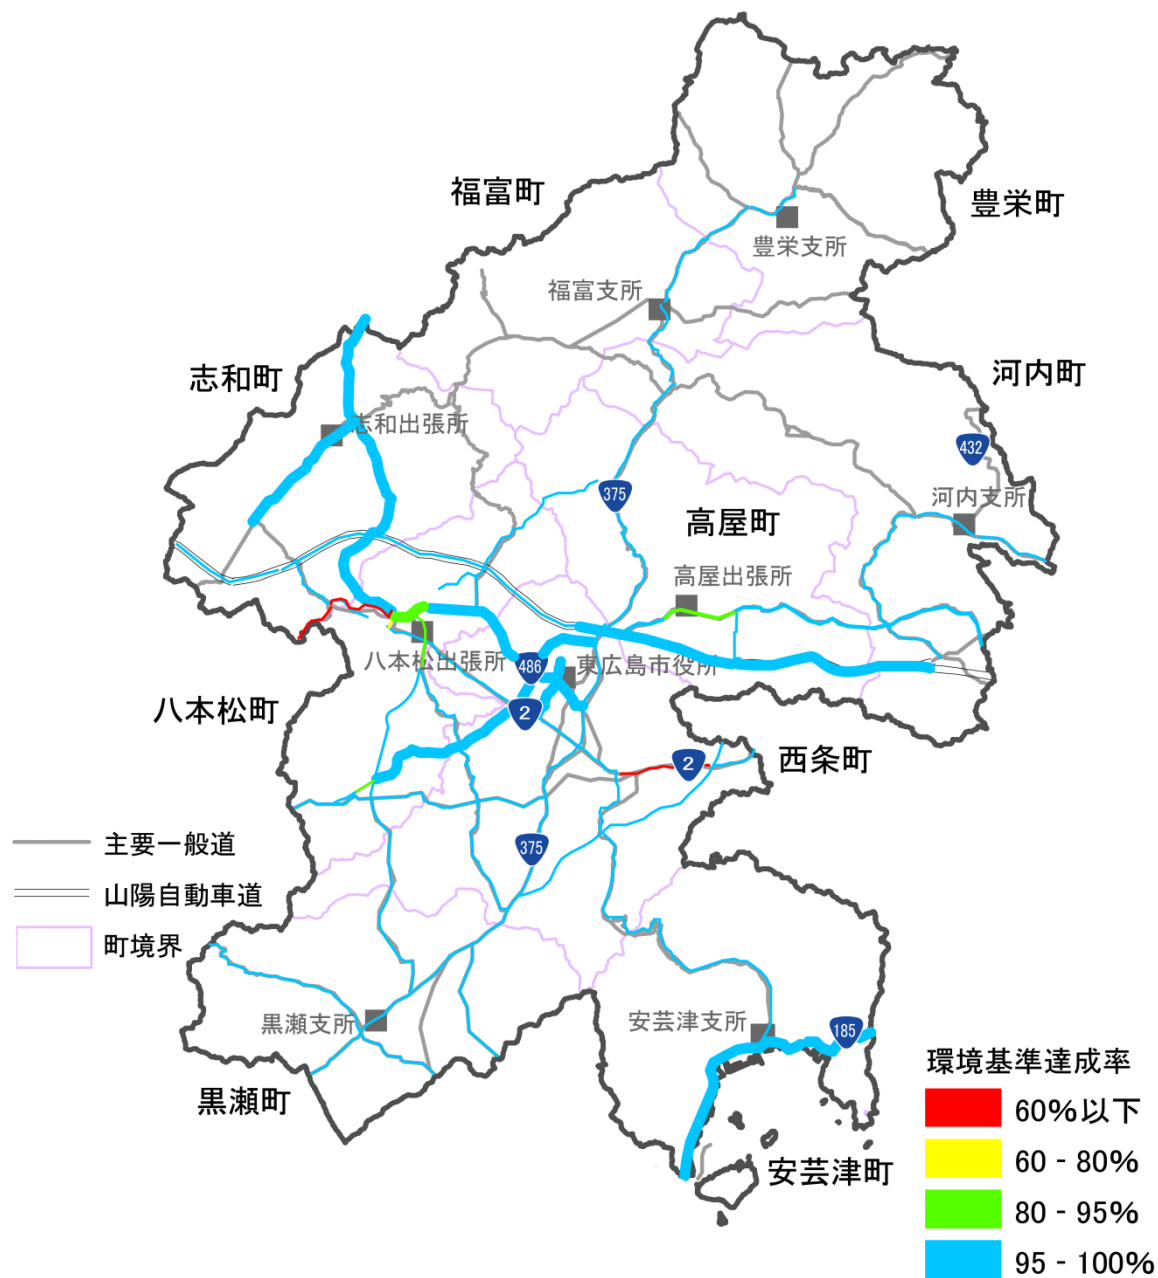 福富町
豊栄町
豊栄支所
福富支所
志和町
河内町
志和出張所
432
375
河内支所
高屋町
高屋出張所
八本松出張所
486
東広島市役所
八本松町
2
西条町
2
375
主要一般道
山陽自動車道
町境界
黒瀬支所
安芸津支所
185
黒瀬町
安芸津町
環境基準達成率
60%以下
60 - 80%
80 - 95%
95 - 100%